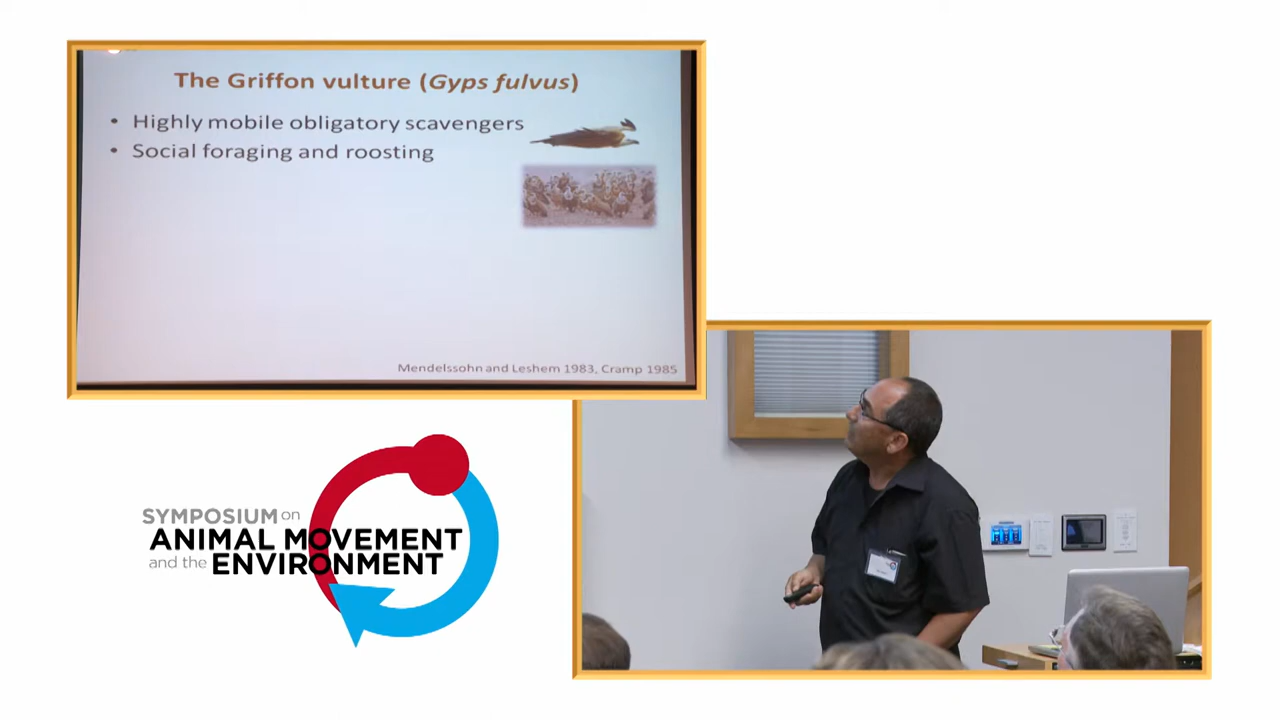 The Griffon vulture (Gyps fulvus)
• Highly mobile obligatory scavengers
• Social foraging and roosting
Mendelssohn and Leshem 1983, Cramp 1985
SYMPOSIUM on
ANIMAL MOVEMENT
and the ENVIRONMENT